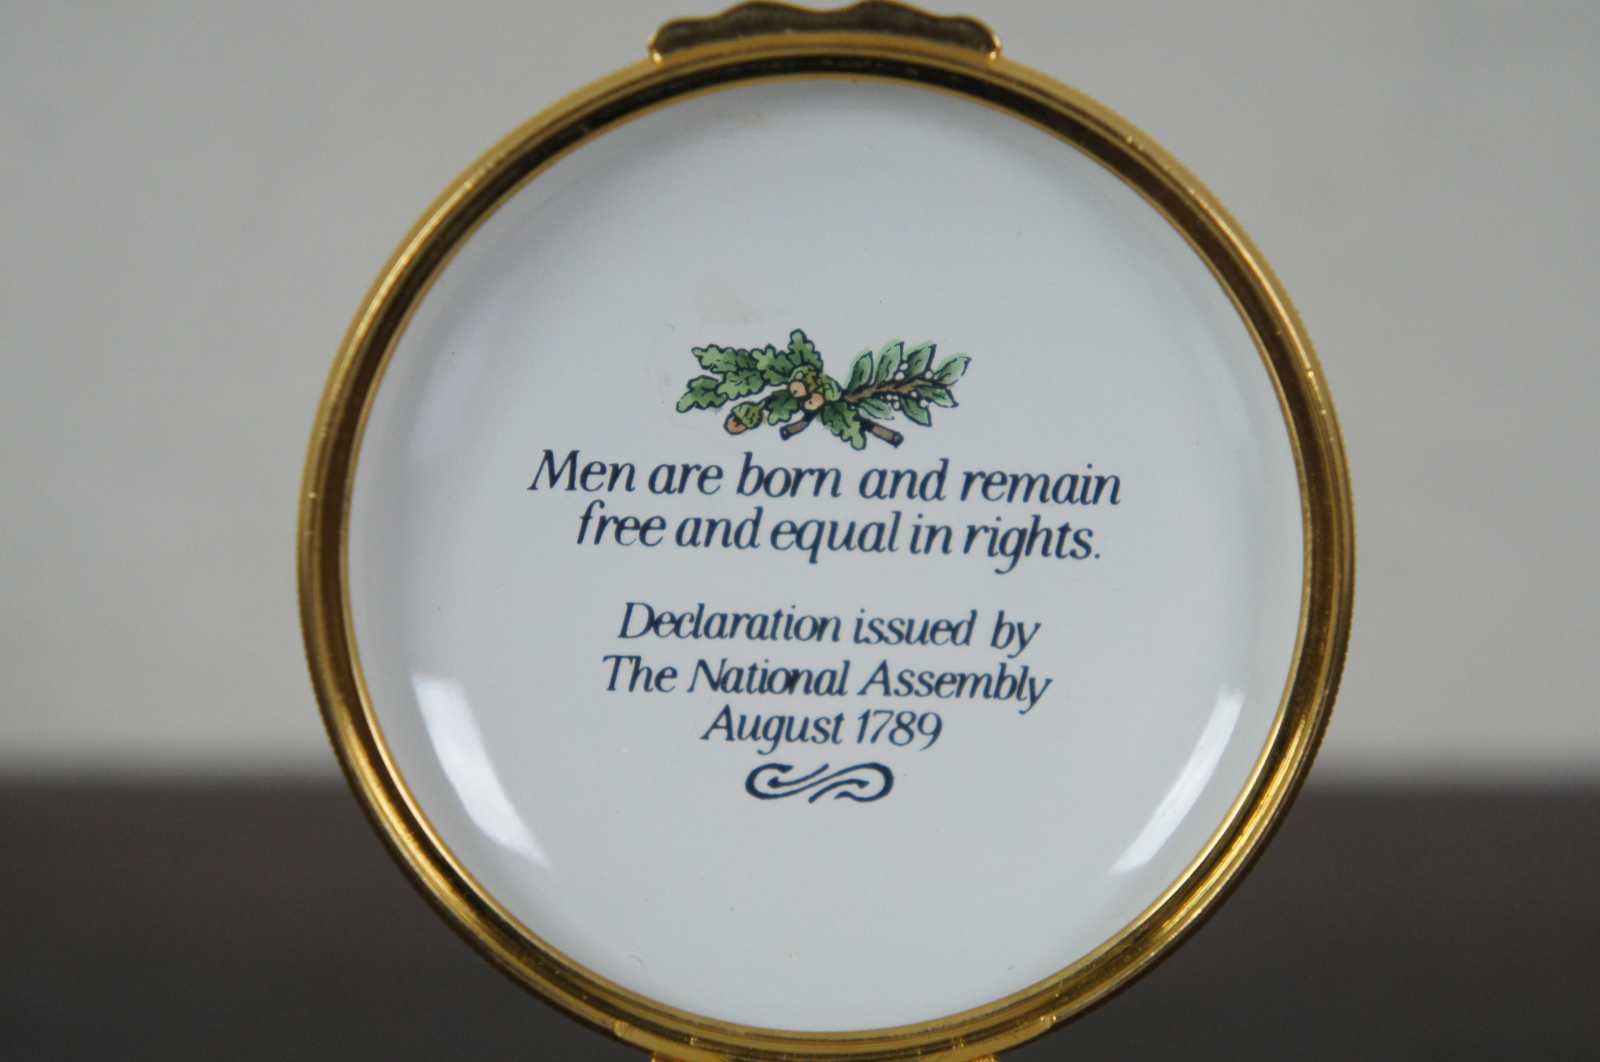 Men are born and remain
free and equal in rights.
Declaration issued by
The National Assembly
August 1789